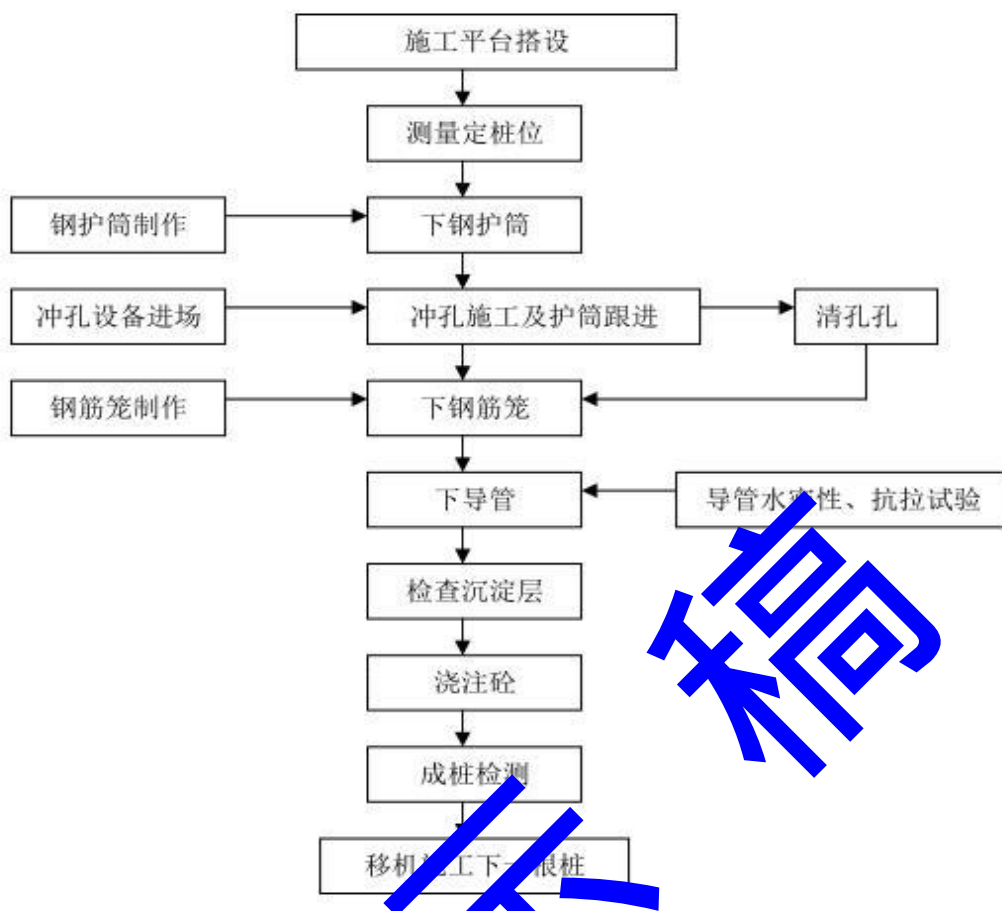 施工平台搭设
测量定桩位
钢护筒制作
下钢护筒
冲孔设备进场
冲孔施工及护筒跟进
清孔孔
钢筋笼制作
下钢筋笼
下导管
导管水密性、抗拉试验
检查沉淀层
浇注砼
成桩检测
移机施工下一根桩
稿